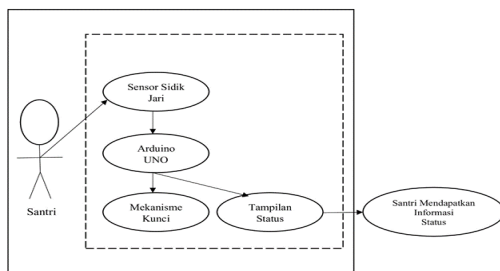 Sensor Sidik
Jari
Arduino
UNO
Santri
Mekanisme
Kunci
Tampilan
Status
Santri Mendapatkan
Informasi
Status